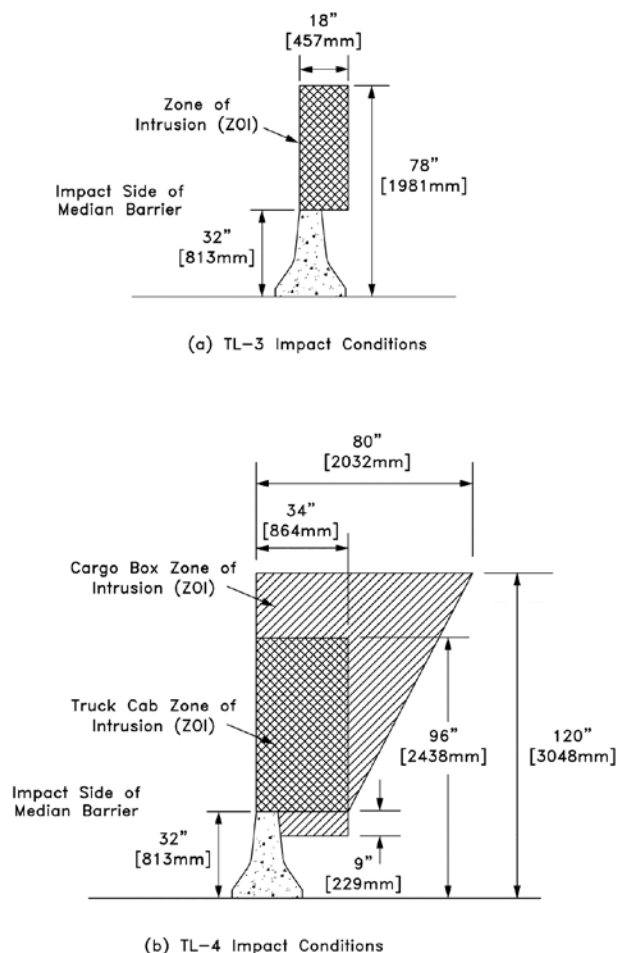 18”
[457mm]
Zone of
Intrusion (ZOI)
78”
[1981mm]
Impact Side of
Median Barrier
32”
[813mm]
(a) TL-3 Impact Conditions
80”
[2032mm]
34”
[864mm]
Cargo Box Zone of
Intrusion (ZOI)
Truck Cab Zone of
Intrusion (ZOI)
96”
[2438mm]
120”
[3048mm]
Impact Side of
Median Barrier
32”
[813mm]
9”
[229mm]
(b) TL-4 Impact Conditions